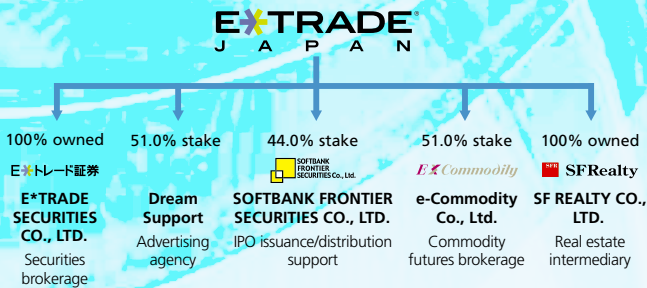 E*TRADE®
JAPAN
100% owned
51.0% stake
44.0% stake
51.0% stake
100% owned
E*トレード証券
SOFTBANK
FRONTIER
SECURITIES Co., Ltd.
EXCommodily
SFR
SFRealty
E*TRADE
SECURITIES
CO., LTD.
Securities
brokerage
Dream
Support
Advertising
agency
SOFTBANK FRONTIER
SECURITIES CO., LTD.
IPO issuance/distribution
support
e-Commodity
Co., Ltd.
Commodity
futures brokerage
SF REALTY CO.,
LTD.
Real estate
intermediary